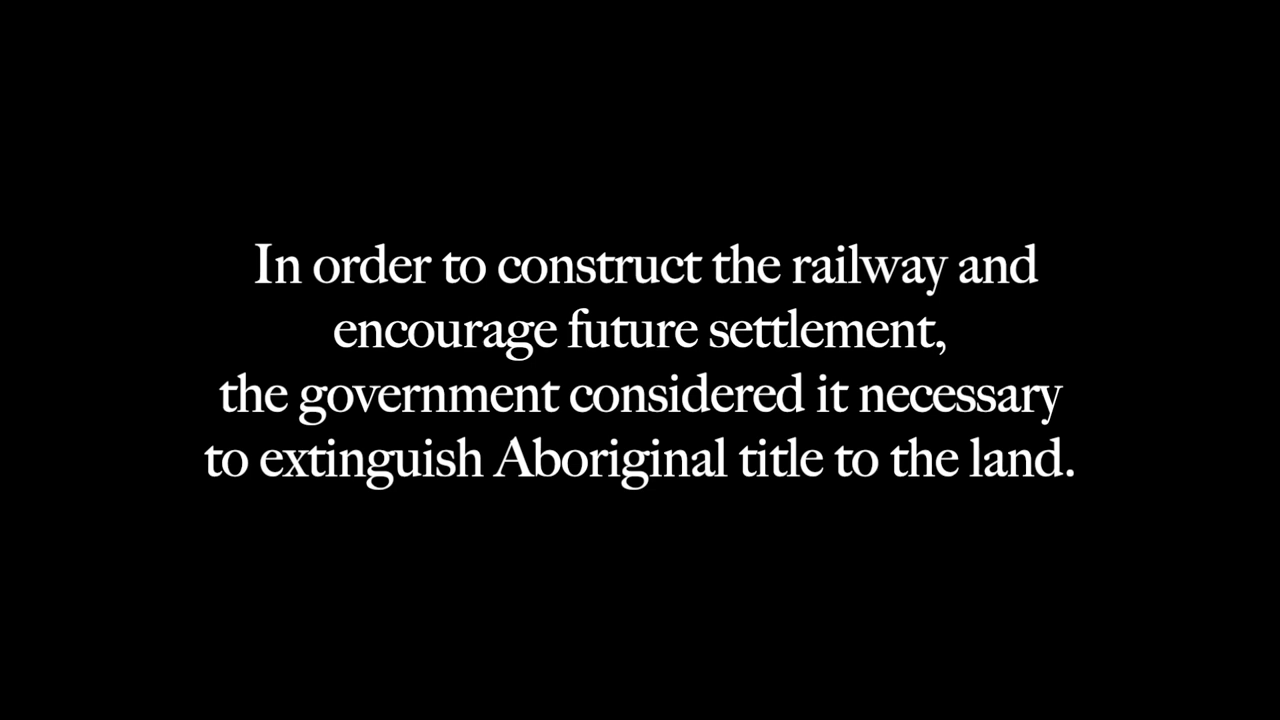 In order to construct the railway and
encourage future settlement,
the government considered it necessary
to extinguish Aboriginal title to the land.